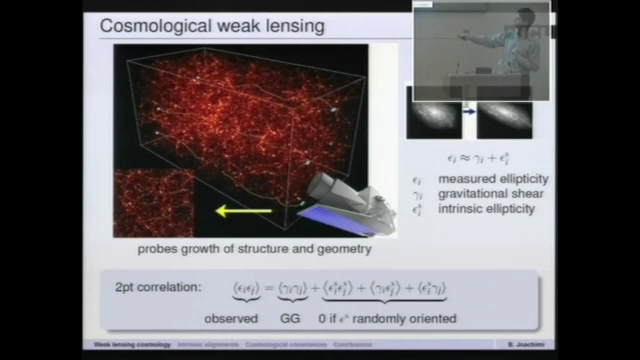 Cosmological weak lensing
ϵᵢ ≈ γᵢ + ϵᵢˢ
ϵᵢ measured ellipticity
γᵢ gravitational shear
ϵᵢˢ intrinsic ellipticity
probes growth of structure and geometry
2pt correlation: ⟨ϵᵢϵⱼ⟩ = ⟨γᵢγⱼ⟩ + ⟨ϵᵢˢϵⱼˢ⟩ + ⟨γᵢϵⱼˢ⟩ + ⟨ϵᵢˢγⱼ⟩
observed GG 0 if ϵˢ randomly oriented
Weak lensing cosmology Intrinsic alignments Cosmological covariances Conclusions B. Joachimi